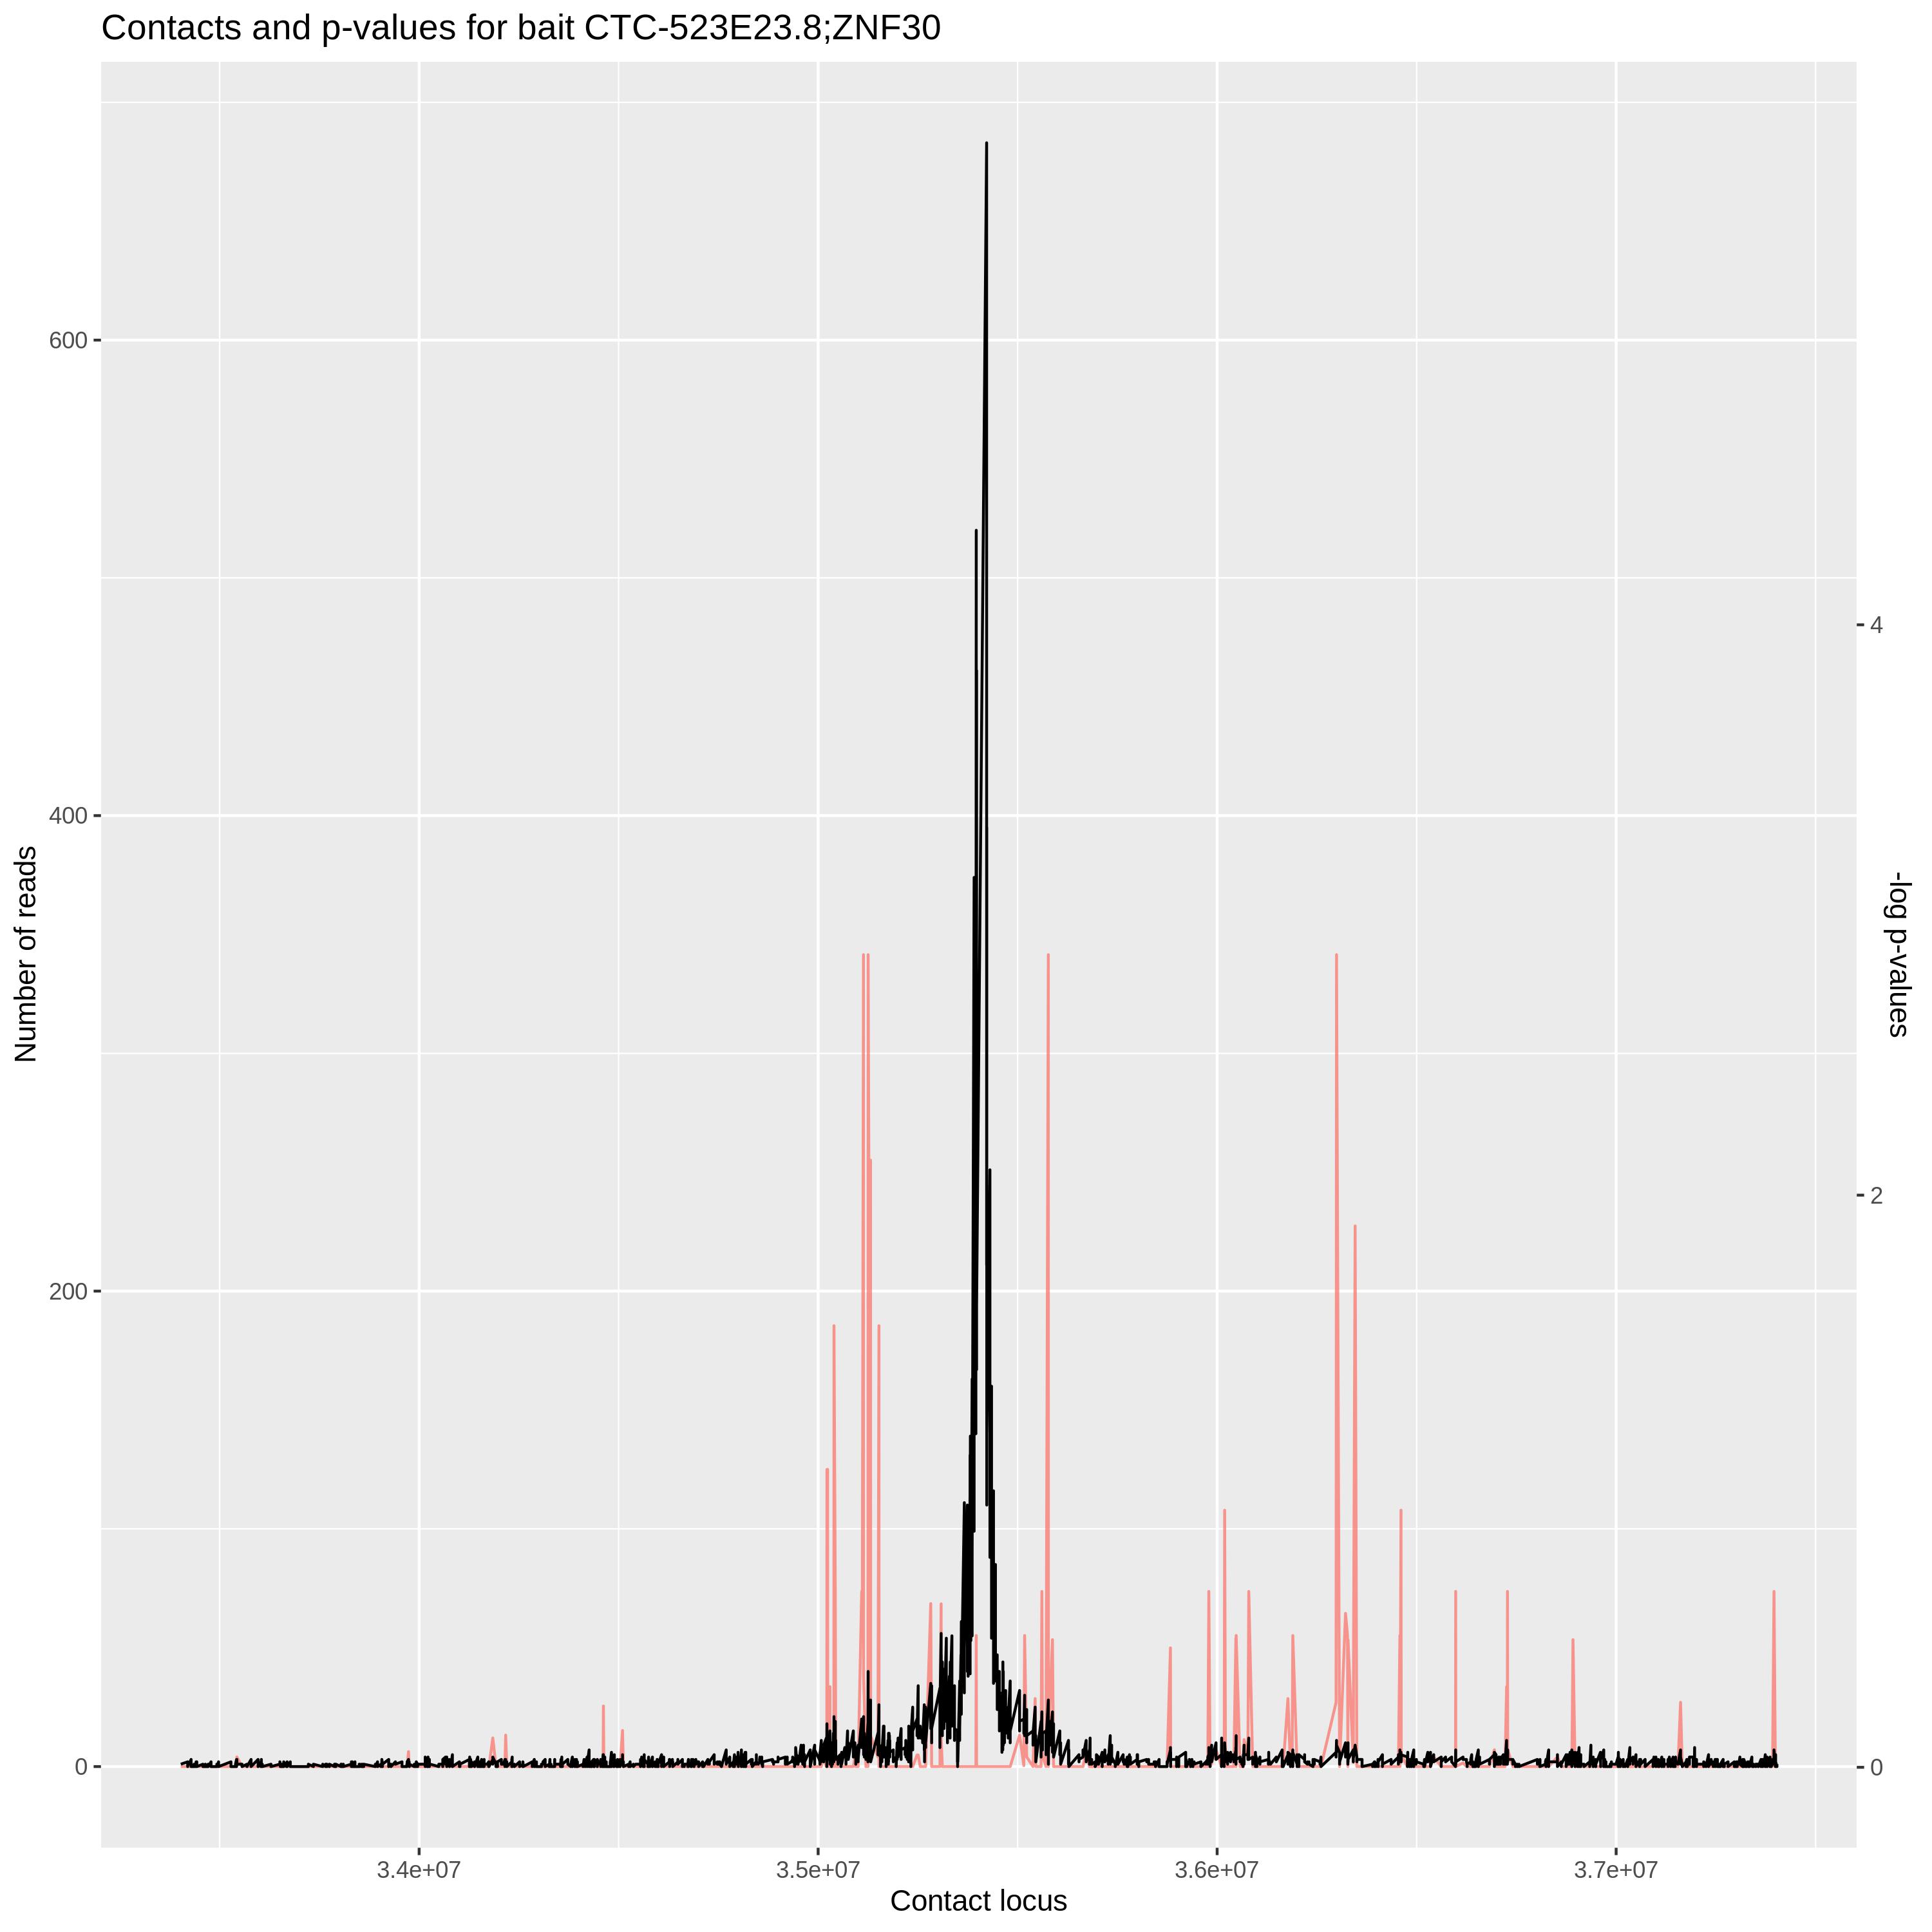 Contacts and p-values for bait CTC-523E23.8;ZNF30
Number of reads
600
400
200
0
-log p-values
4
2
0
3.4e+07
3.5e+07
3.6e+07
3.7e+07
Contact locus